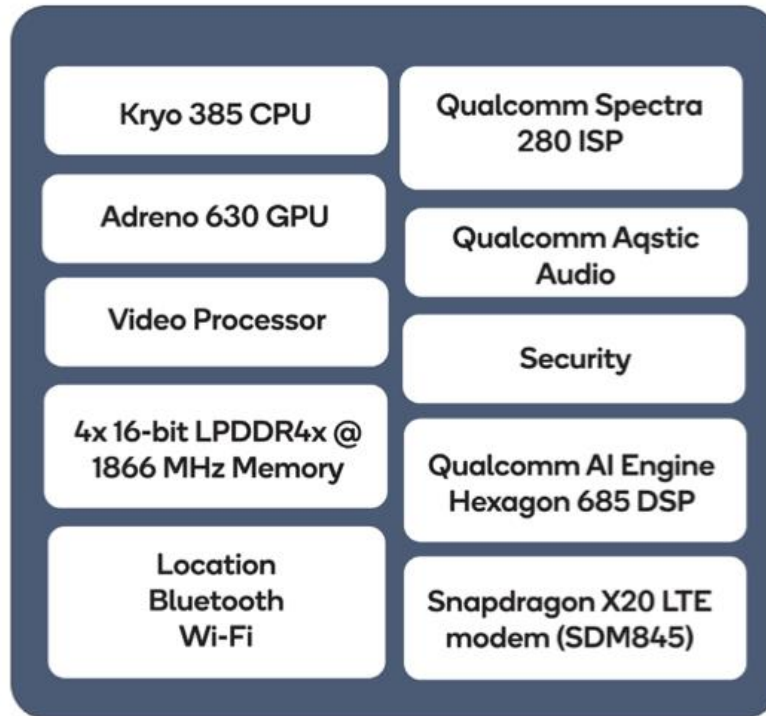 Kryo 385 CPU
Adreno 630 GPU
Video Processor
4x 16-bit LPDDR4x @
1866 MHz Memory
Location
Bluetooth
Wi-Fi
Qualcomm Spectra
280 ISP
Qualcomm Aqstic
Audio
Security
Qualcomm AI Engine
Hexagon 685 DSP
Snapdragon X20 LTE
modem (SDM845)